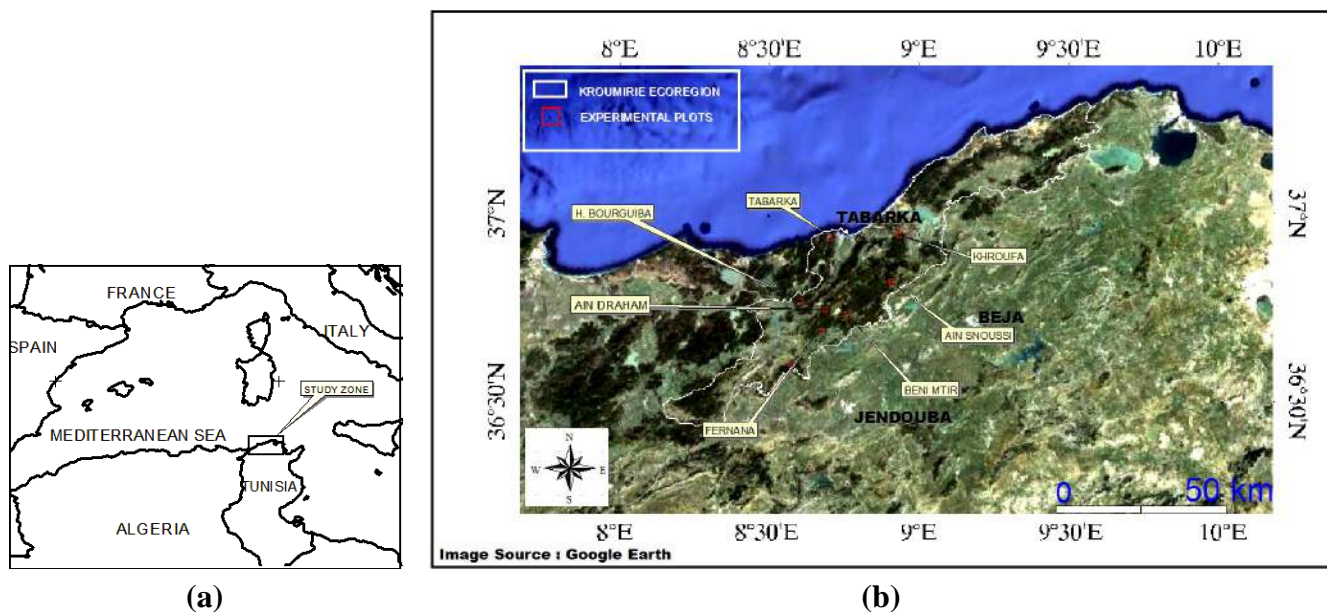 FRANCE
ITALY
SPAIN
STUDY ZONE
MEDITERRANEAN SEA
TUNISIA
ALGERIA
(a)
8°E 8°30'E 9°E 9°30'E 10°E
KROUMIRIE ECOREGION
EXPERIMENTAL PLOTS
37°N
37°N
TABARKA
H. BOURGUIBA
TABARKA
KHROUFA
AIN DRAHAM
BEJA
AIN SNOUSSI
BENI MTIR
36°30'N
36°30'N
JENDOUBA
FERNANA
N
W E
S
0 50 km
8°E 8°30'E 9°E 9°30'E 10°E
Image Source : Google Earth
(b)